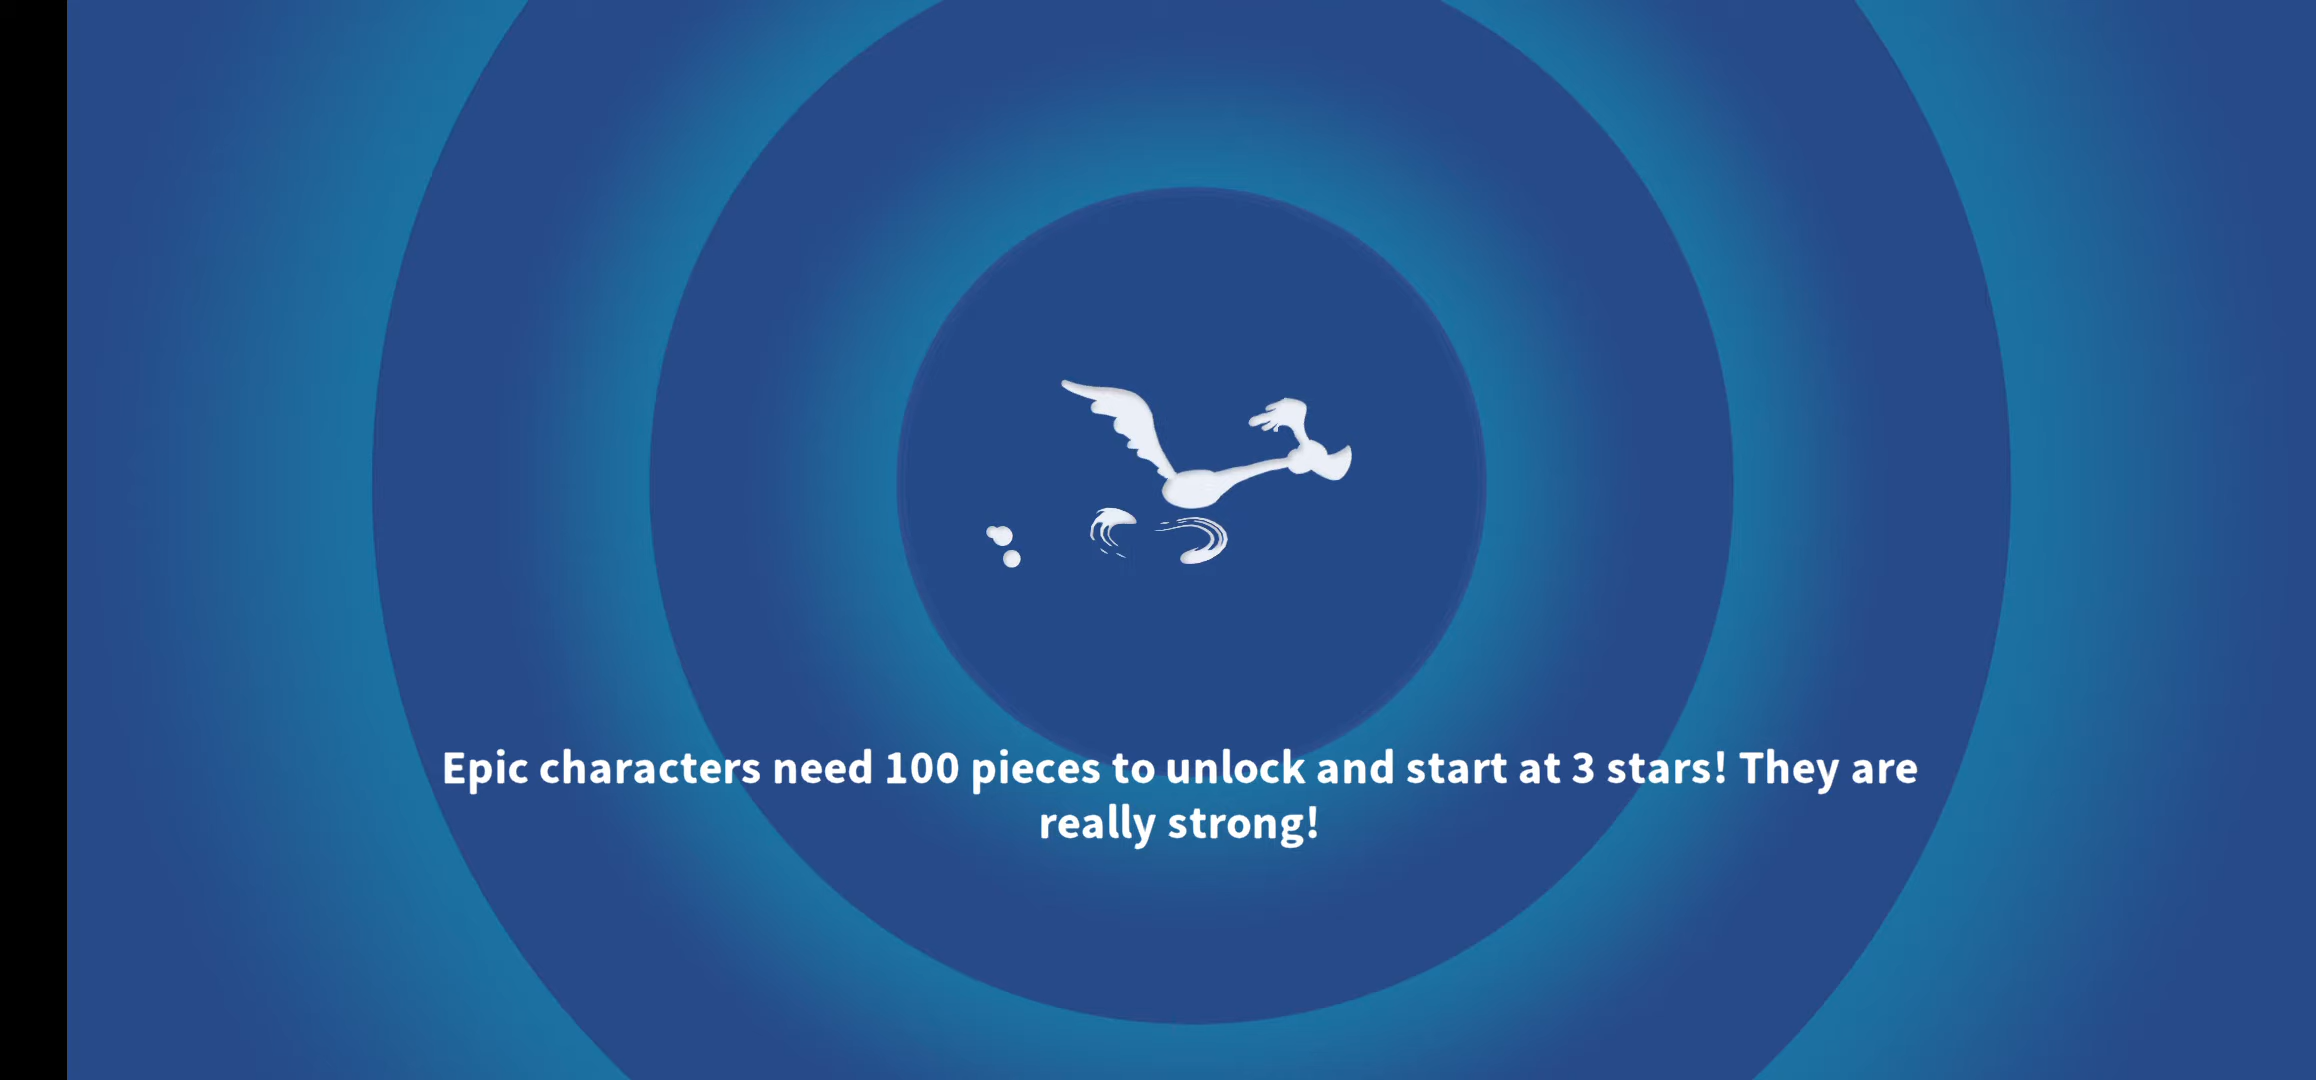 Epic characters need 100 pieces to unlock and start at 3 stars! They are
really strong!